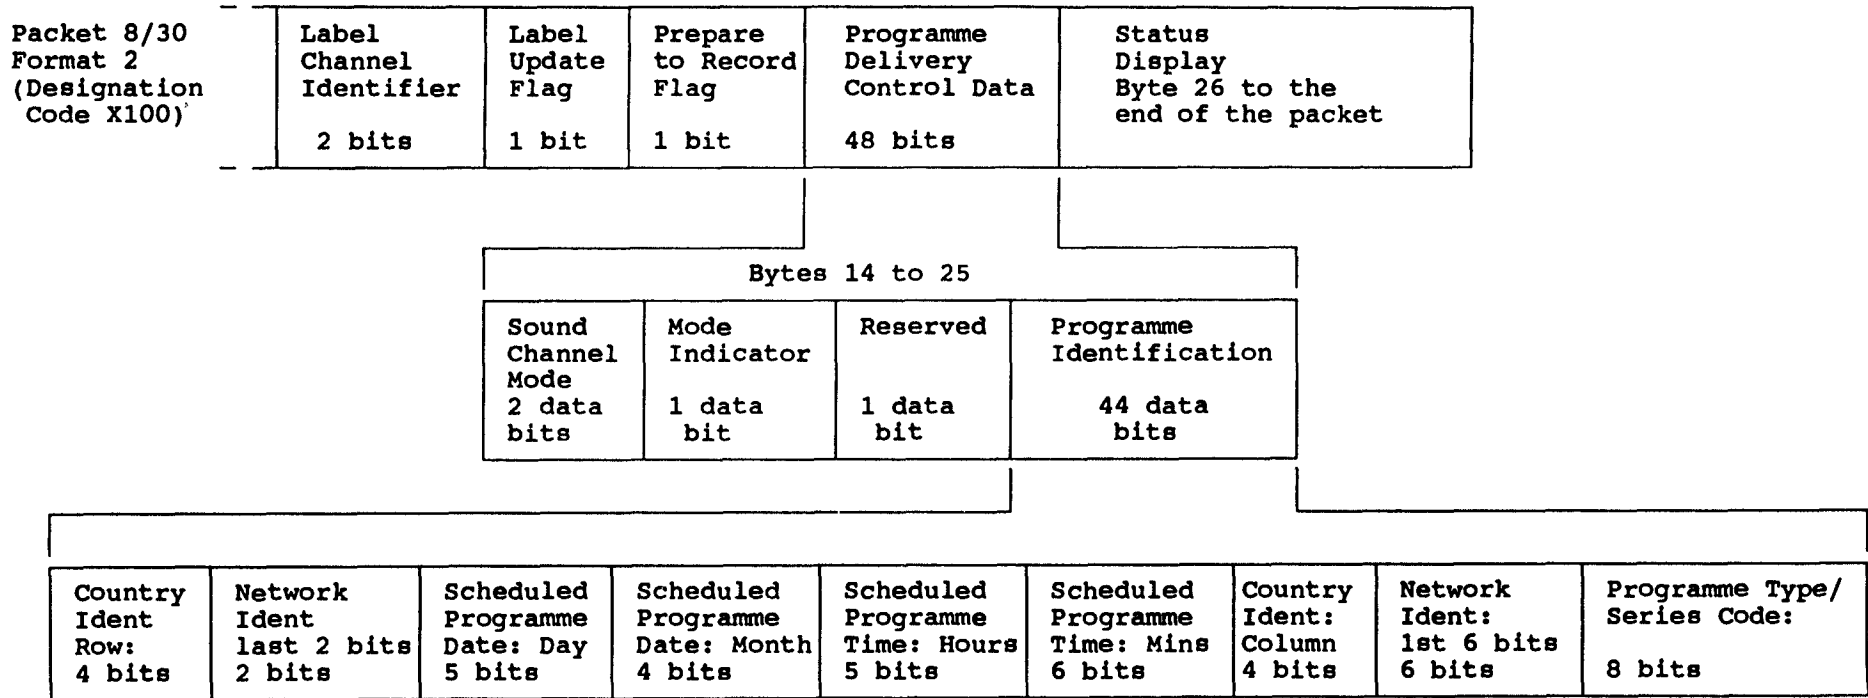 Packet 8/30
Format 2
(Designation
Code X100)
Label
Channel
Identifier
2 bits
Label
Update
Flag
1 bit
Prepare
to Record
Flag
1 bit
Programme
Delivery
Control Data
48 bits
Status
Display
Byte 26 to the
end of the packet
Bytes 14 to 25
Sound
Channel
Mode
2 data
bits
Mode
Indicator
1 data
bit
Reserved
1 data
bit
Programme
Identification
44 data
bits
Country
Ident
Row:
4 bits
Network
Ident
last 2 bits
2 bits
Scheduled
Programme
Date: Day
5 bits
Scheduled
Programme
Date: Month
4 bits
Scheduled
Programme
Time: Hours
5 bits
Scheduled
Programme
Time: Mins
6 bits
Country
Ident:
Column
4 bits
Network
Ident:
1st 6 bits
6 bits
Programme Type/
Series Code:
8 bits